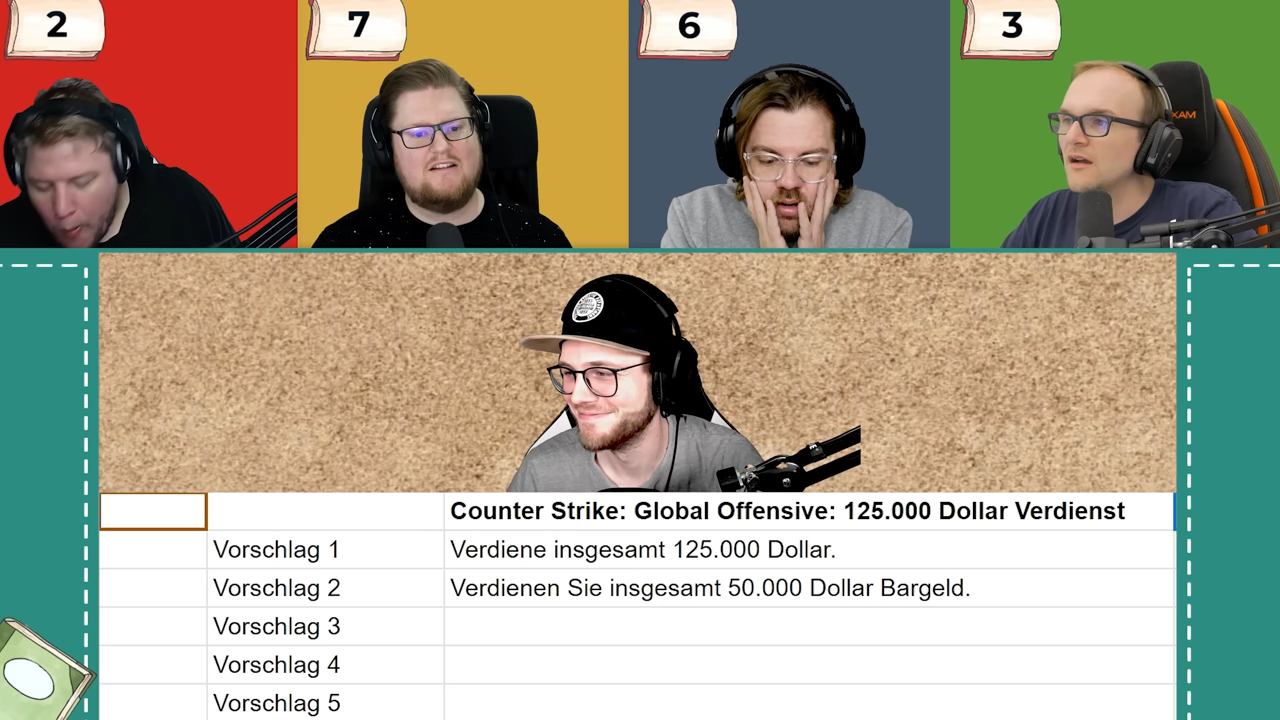 2
7
6
3
XAM
Counter Strike: Global Offensive: 125.000 Dollar Verdienst
Vorschlag 1
Verdiene insgesamt 125.000 Dollar.
Vorschlag 2
Verdienen Sie insgesamt 50.000 Dollar Bargeld.
Vorschlag 3
Vorschlag 4
Vorschlag 5